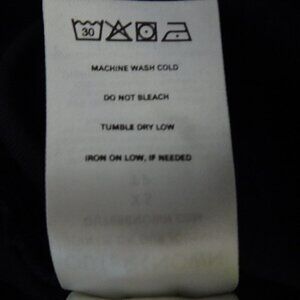 30
MACHINE WASH COLD
DO NOT BLEACH
TUMBLE DRY LOW
IRON ON LOW, IF NEEDED